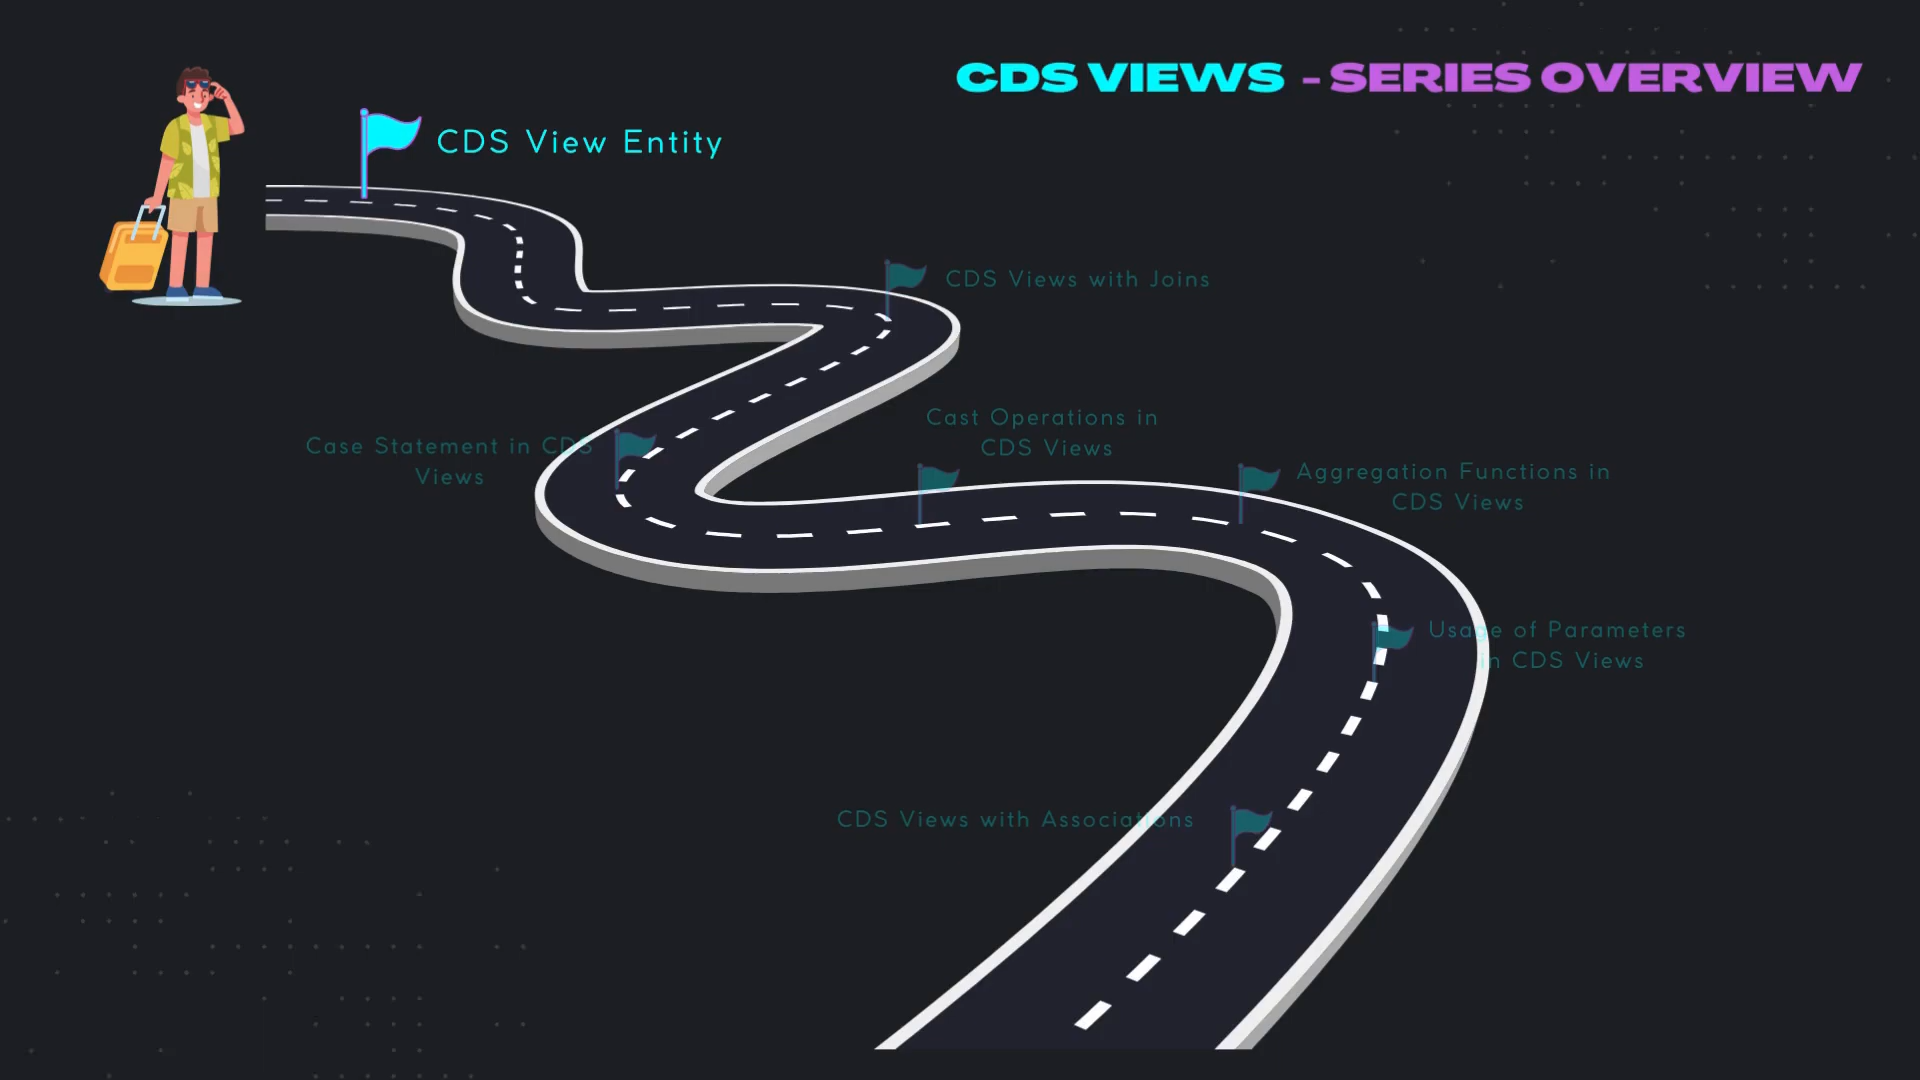 CDS VIEWS - SERIES OVERVIEW
CDS View Entity
CDS Views with Joins
Case Statement in CDS
Views
Cast Operations in
CDS Views
Aggregation Functions in
CDS Views
Usage of Parameters
in CDS Views
CDS Views with Associations